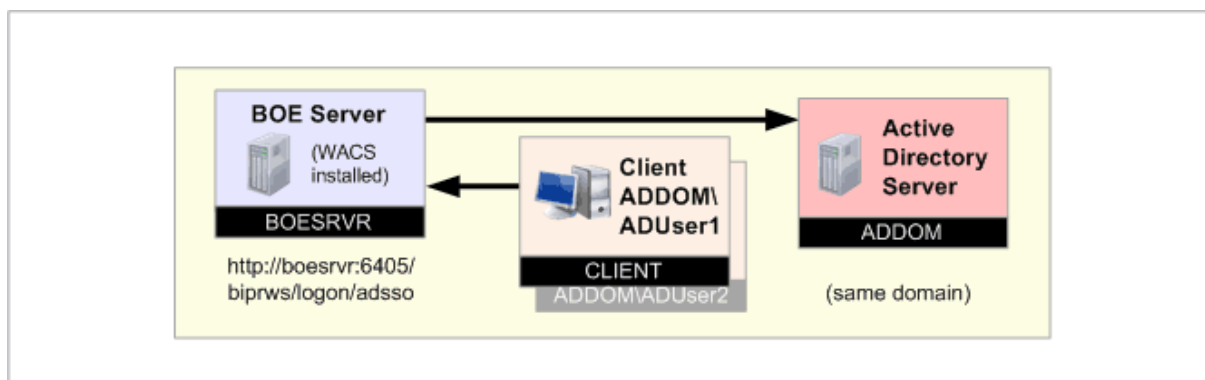 BOE Server
(WACS
installed)
BOESRVR
http://boesrvr:6405/
biprws/logon/adsso
Client
ADDOM\
ADUser1
CLIENT
ADDOM\ADUser2
Active
Directory
Server
ADDOM
(same domain)